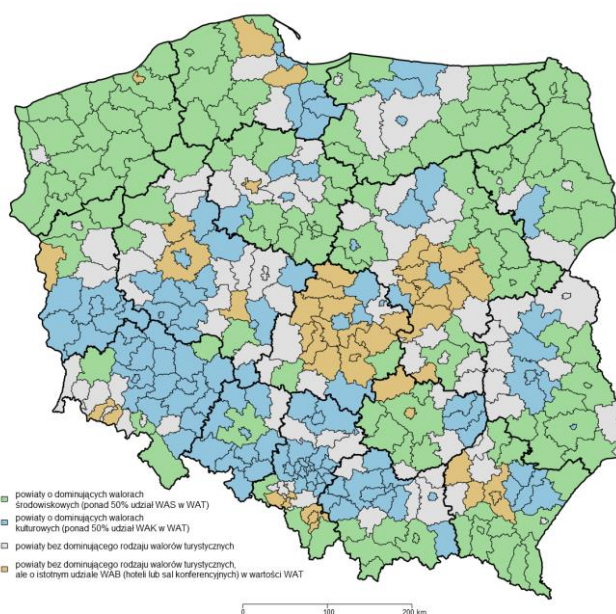 powiaty o dominujących walorach
środowiskowych (ponad 50% udział WAS w WAT)
powiaty o dominujących walorach
kulturowych (ponad 50% udział WAK w WAT)
powiaty bez dominującego rodzaju walorów turystycznych
powiaty bez dominującego rodzaju walorów turystycznych,
ale o istotnym udziale WAB (hoteli lub sal konferencyjnych) w wartości WAT
0 100 200 km